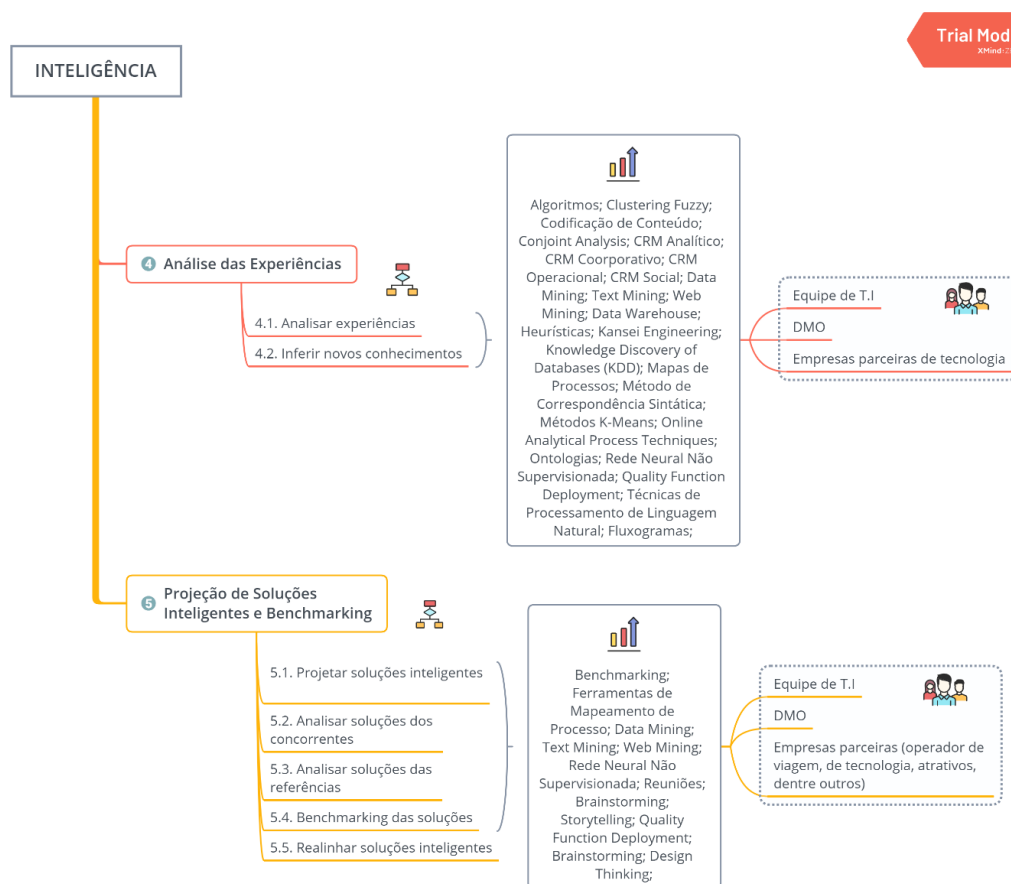 Trial Mod
XMind:Z
INTELIGÊNCIA
4 Análise das Experiências
4.1. Analisar experiências
4.2. Inferir novos conhecimentos
Algoritmos; Clustering Fuzzy;
Codificação de Conteúdo;
Conjoint Analysis; CRM Analítico;
CRM Coorporativo; CRM
Operacional; CRM Social; Data
Mining; Text Mining; Web
Mining; Data Warehouse;
Heurísticas; Kansei Engineering;
Knowledge Discovery of
Databases (KDD); Mapas de
Processos; Método de
Correspondência Sintática;
Métodos K-Means; Online
Analytical Process Techniques;
Ontologias; Rede Neural Não
Supervisionada; Quality Function
Deployment; Técnicas de
Processamento de Linguagem
Natural; Fluxogramas;
Equipe de T.I
DMO
Empresas parceiras de tecnologia
5 Projeção de Soluções
Inteligentes e Benchmarking
5.1. Projetar soluções inteligentes
5.2. Analisar soluções dos
concorrentes
5.3. Analisar soluções das
referências
5.4. Benchmarking das soluções
5.5. Realinhar soluções inteligentes
Benchmarking;
Ferramentas de
Mapeamento de
Processo; Data Mining;
Text Mining; Web Mining;
Rede Neural Não
Supervisionada; Reuniões;
Brainstorming;
Storytelling; Quality
Function Deployment;
Brainstorming; Design
Thinking;
Equipe de T.I
DMO
Empresas parceiras (operador de
viagem, de tecnologia, atrativos,
dentre outros)